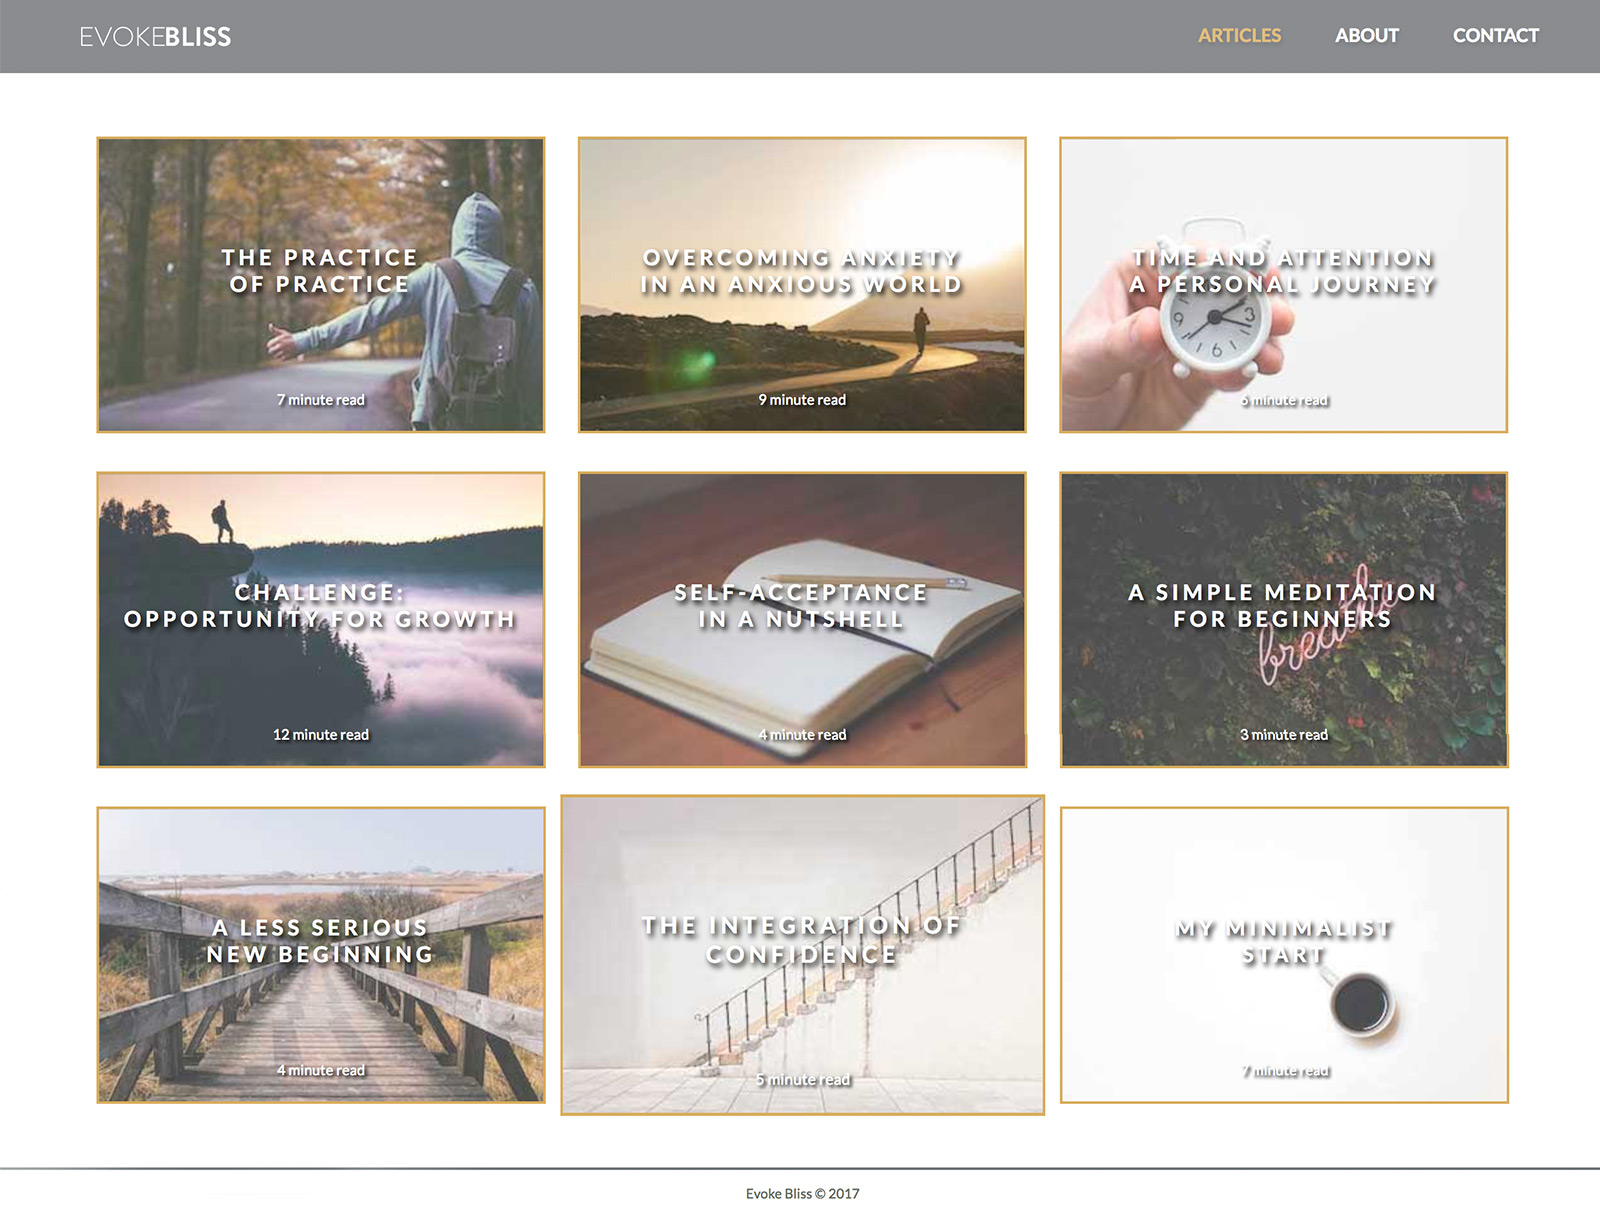 EVOKEBLISS
ARTICLES ABOUT CONTACT
THE PRACTICE
OF PRACTICE
7 minute read
OVERCOMING ANXIETY
IN AN ANXIOUS WORLD
9 minute read
TIME AND ATTENTION
A PERSONAL JOURNEY
9 3 6
6 minute read
CHALLENGE:
OPPORTUNITY FOR GROWTH
12 minute read
SELF-ACCEPTANCE
IN A NUTSHELL
4 minute read
A SIMPLE MEDITATION
FOR BEGINNERS
breathe
3 minute read
A LESS SERIOUS
NEW BEGINNING
4 minute read
THE INTEGRATION OF
CONFIDENCE
5 minute read
MY MINIMALIST
START
7 minute read
Evoke Bliss © 2017